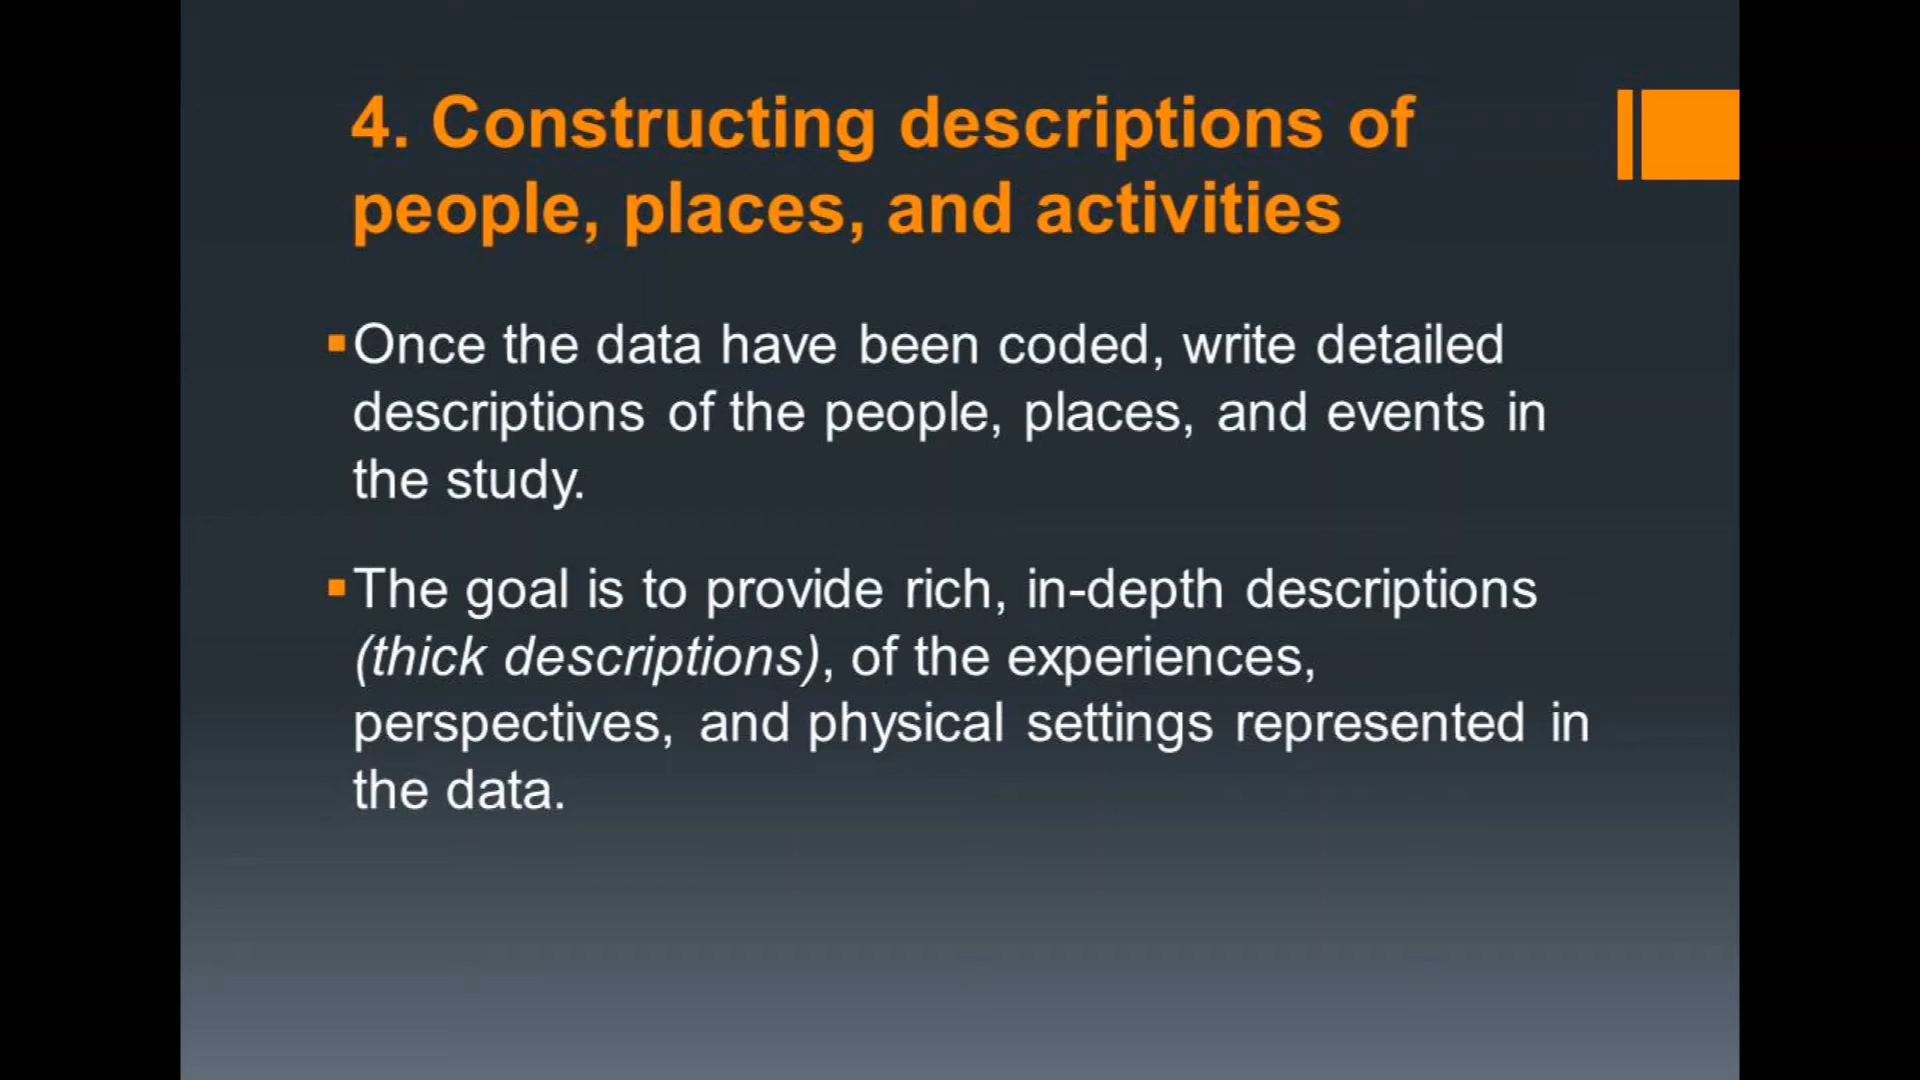 4. Constructing descriptions of
people, places, and activities
▪Once the data have been coded, write detailed
descriptions of the people, places, and events in
the study.
▪The goal is to provide rich, in-depth descriptions
(thick descriptions), of the experiences,
perspectives, and physical settings represented in
the data.